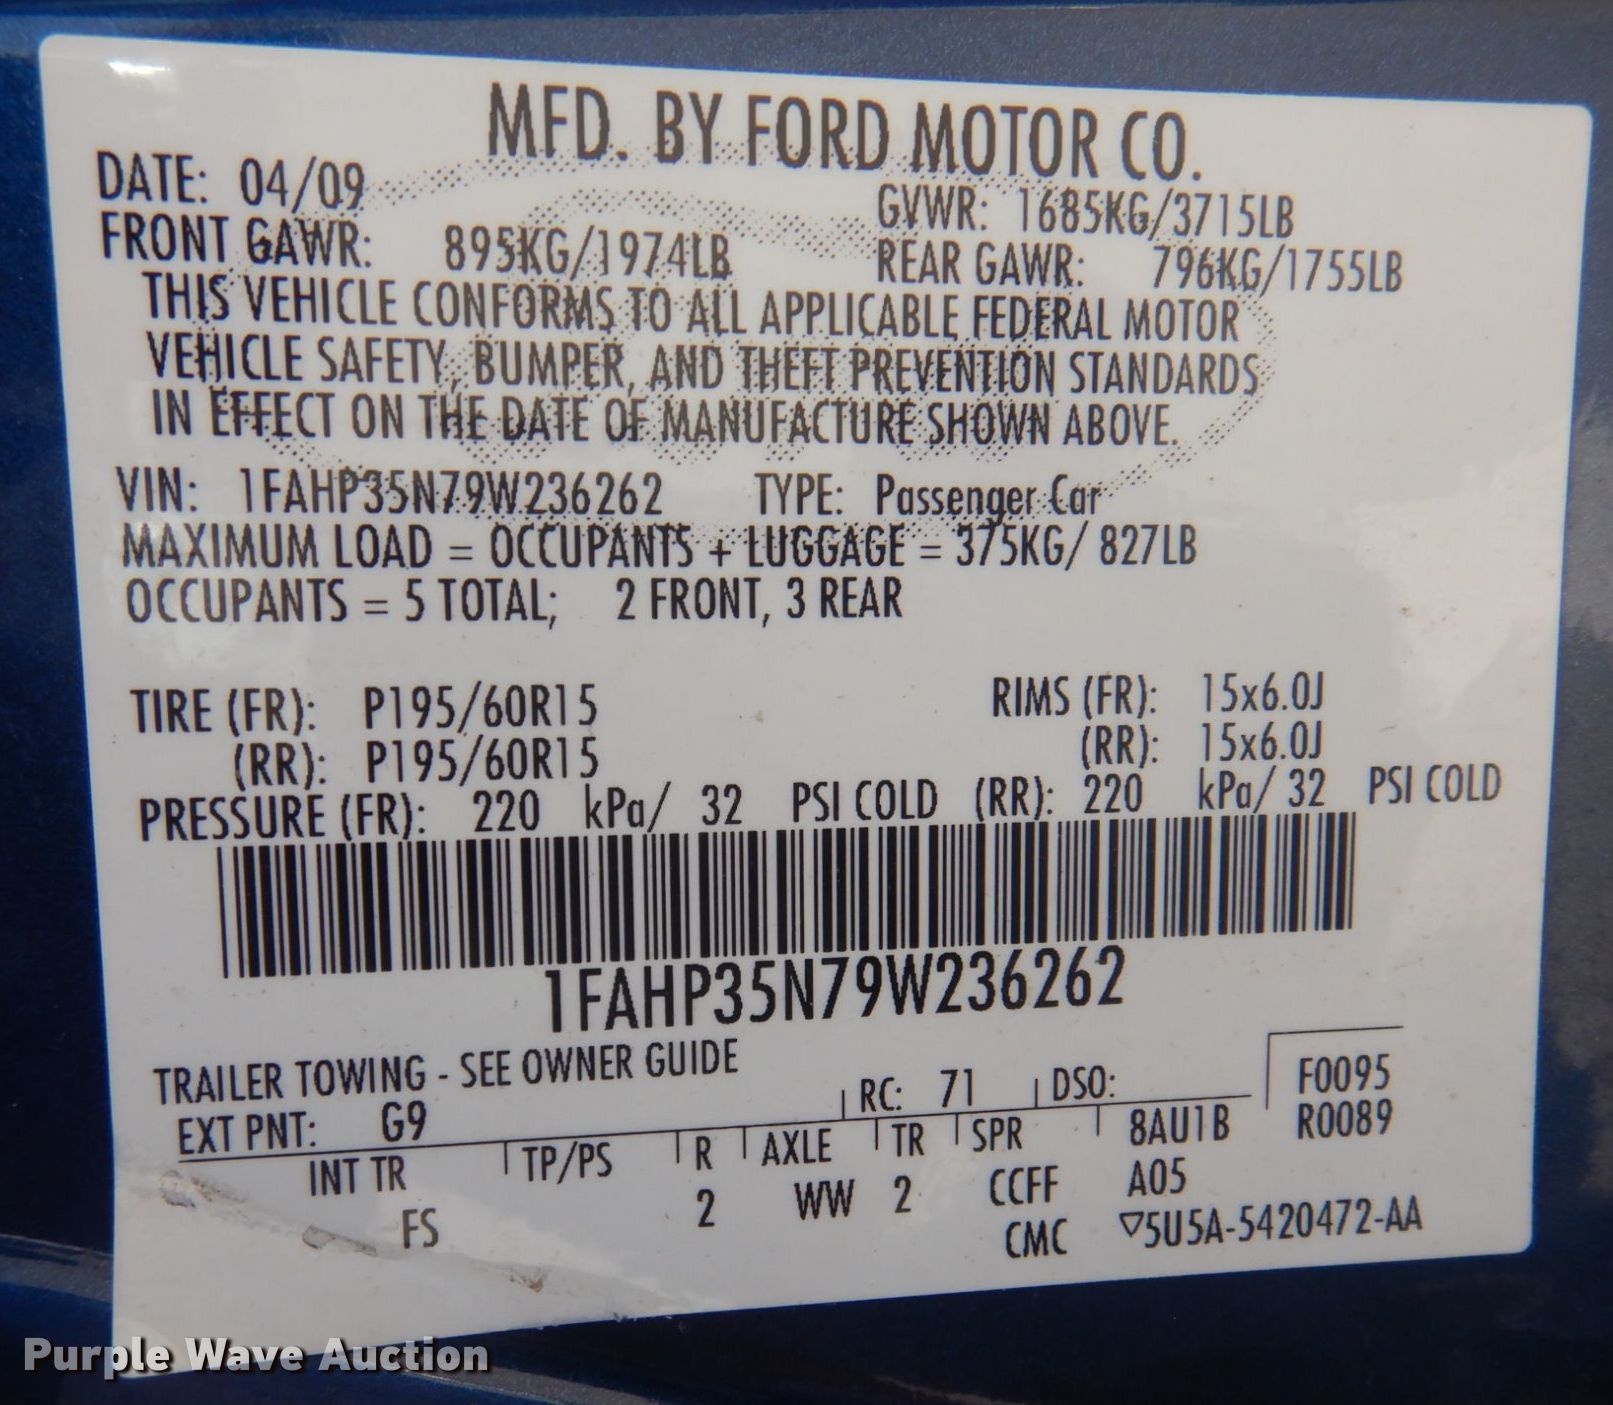 MFD. BY FORD MOTOR CO.
DATE: 04/09 GVWR: 1685KG/3715LB
FRONT GAWR: 895KG/1974LB REAR GAWR: 796KG/1755LB
THIS VEHICLE CONFORMS TO ALL APPLICABLE FEDERAL MOTOR
VEHICLE SAFETY, BUMPER, AND THEFT PREVENTION STANDARDS
IN EFFECT ON THE DATE OF MANUFACTURE SHOWN ABOVE.
VIN: 1FAHP35N79W236262 TYPE: Passenger Car
MAXIMUM LOAD = OCCUPANTS + LUGGAGE = 375KG/ 827LB
OCCUPANTS = 5 TOTAL; 2 FRONT, 3 REAR
TIRE (FR): P195/60R15 RIMS (FR): 15x6.0J
(RR): P195/60R15 (RR): 15x6.0J
PRESSURE (FR): 220 kPa/ 32 PSI COLD (RR): 220 kPa/ 32 PSI COLD
1FAHP35N79W236262
TRAILER TOWING - SEE OWNER GUIDE
EXT PNT: G9 RC: 71 DSO: F0095
INT TR TP/PS R AXLE TR SPR 8AU1B R0089
FS 2 WW 2 CCFF A05
CMC ▽5U5A-5420472-AA
Purple Wave Auction